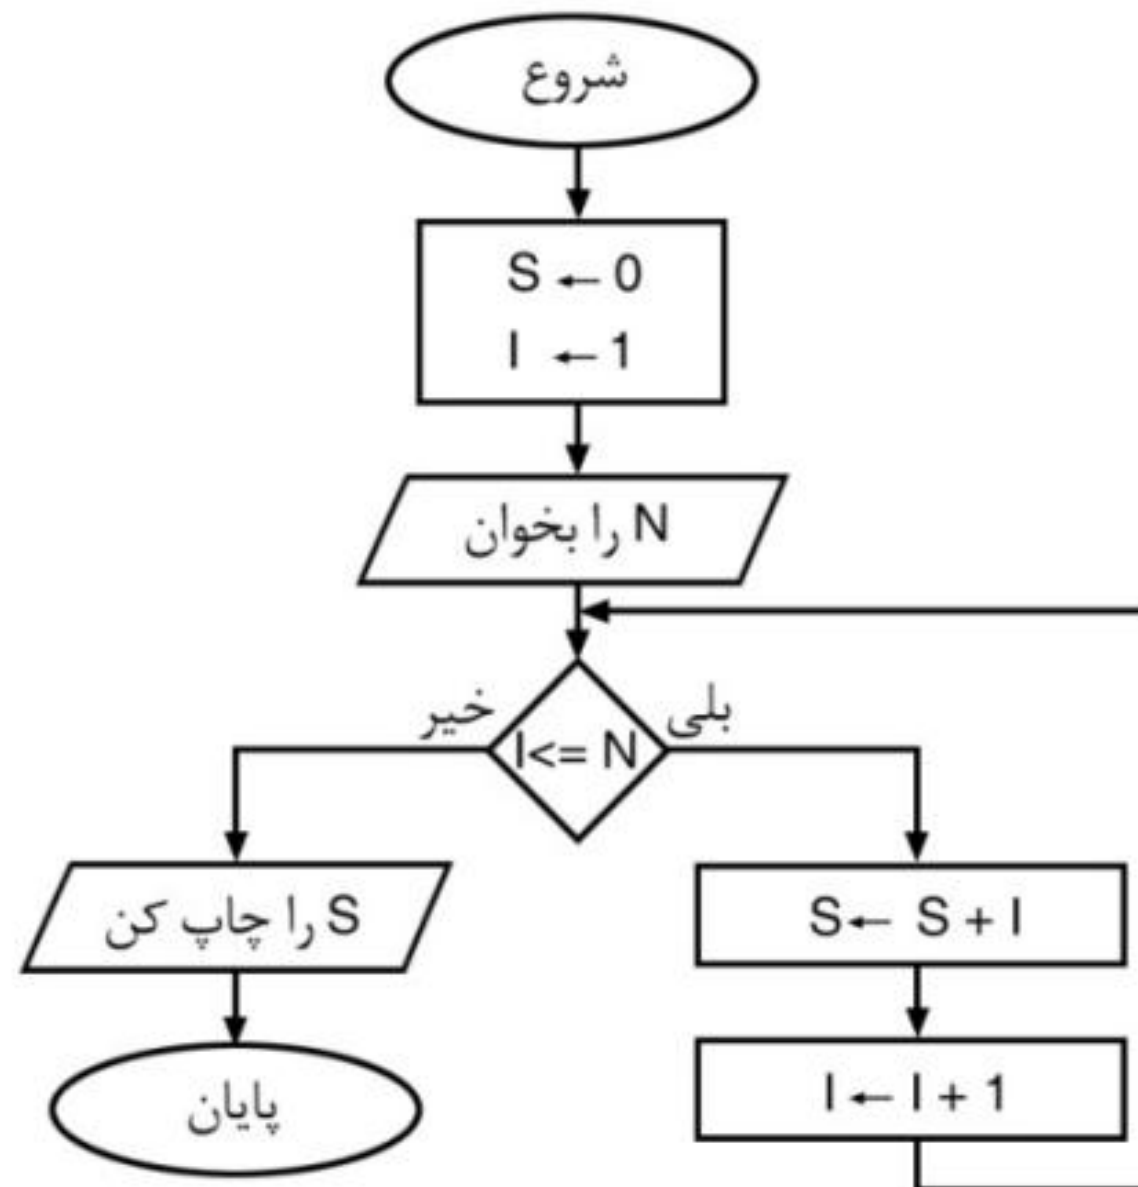 شروع
S ← 0
I ← 1
N را بخوان
خیر
بلی
I<= N
S را چاپ کن
S← S + I
پایان
I ← I + 1